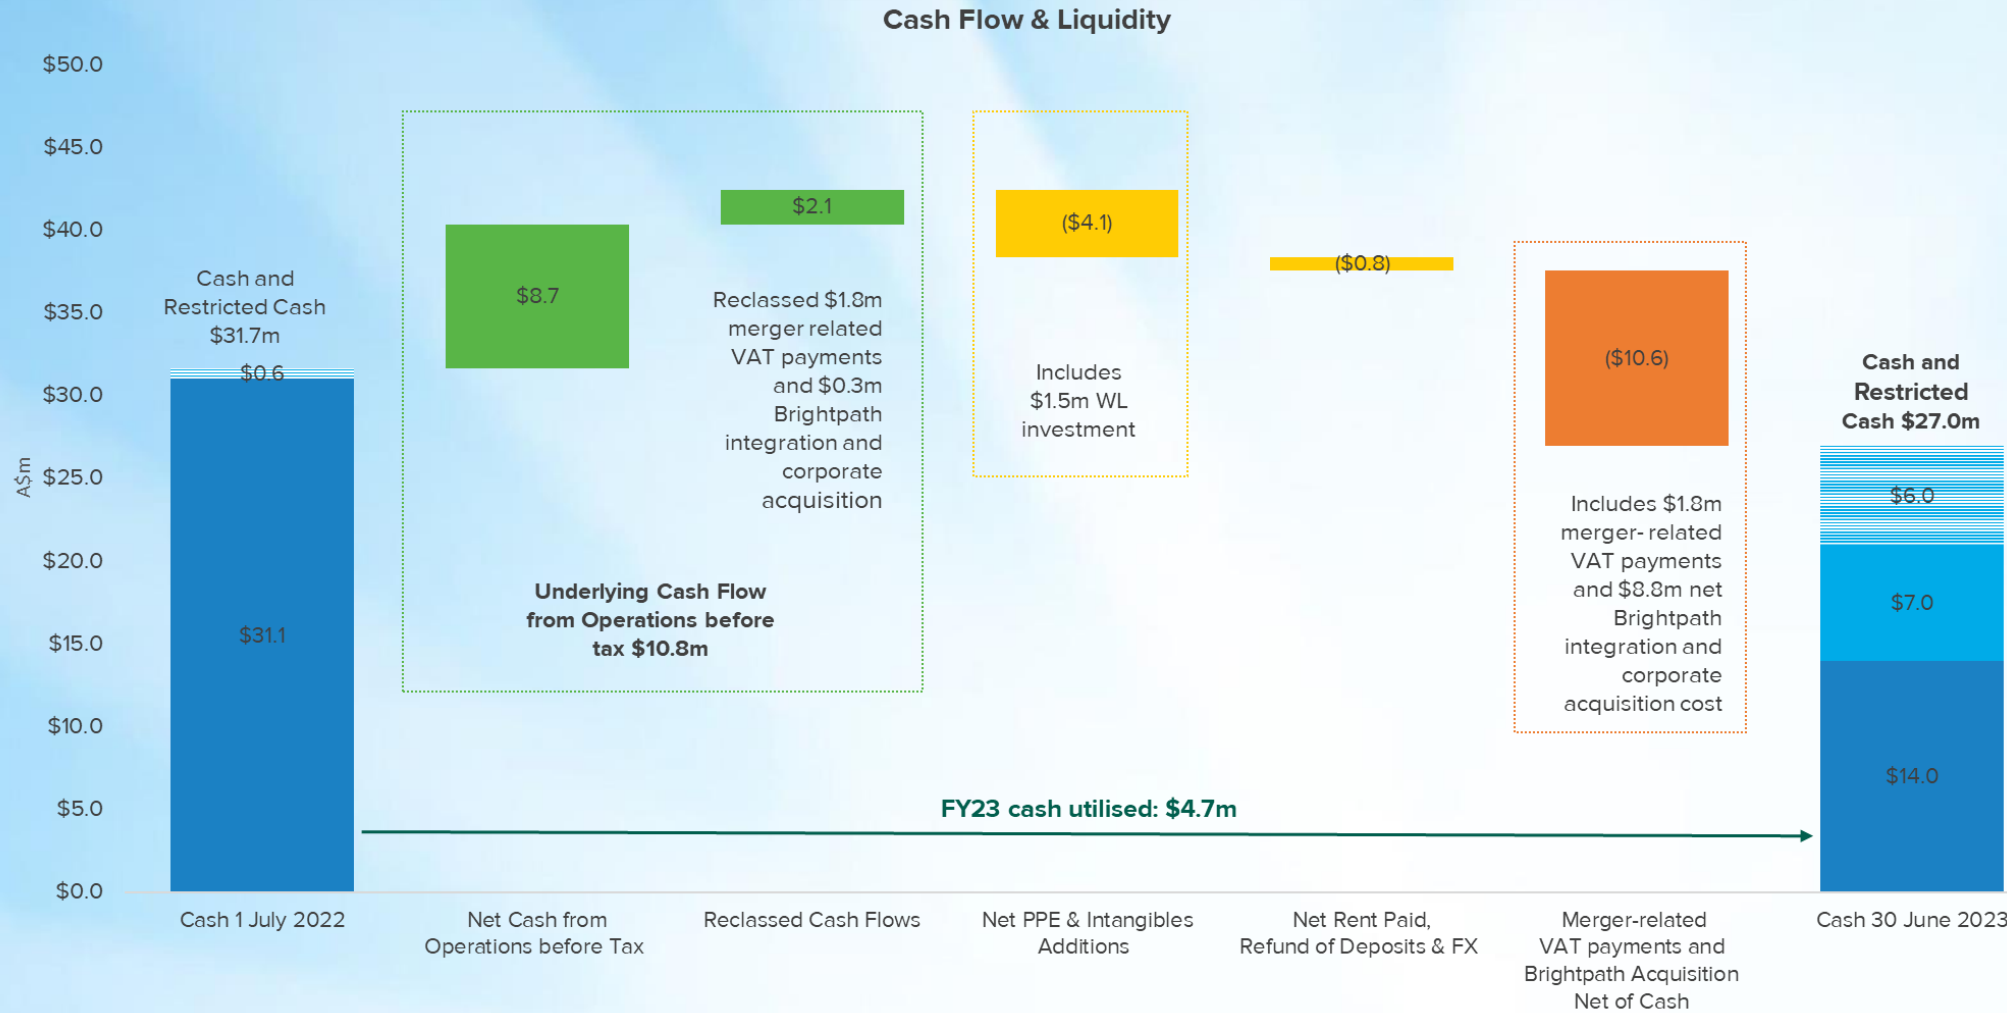 Cash Flow & Liquidity
$50.0
$45.0
$40.0
$35.0
$30.0
$25.0
$20.0
$15.0
$10.0
$5.0
$0.0
A$m
Cash and
Restricted Cash
$31.7m
$0.6
$31.1
$8.7
$2.1
Reclassed $1.8m
merger related
VAT payments
and $0.3m
Brightpath
integration and
corporate
acquisition
Underlying Cash Flow
from Operations before
tax $10.8m
($4.1)
Includes
$1.5m WL
investment
($0.8)
($10.6)
Includes $1.8m
merger- related
VAT payments
and $8.8m net
Brightpath
integration and
corporate
acquisition cost
Cash and
Restricted
Cash $27.0m
$6.0
$7.0
$14.0
FY23 cash utilised: $4.7m
Cash 1 July 2022
Net Cash from
Operations before Tax
Reclassed Cash Flows
Net PPE & Intangibles
Additions
Net Rent Paid,
Refund of Deposits & FX
Merger-related
VAT payments and
Brightpath Acquisition
Net of Cash
Cash 30 June 2023